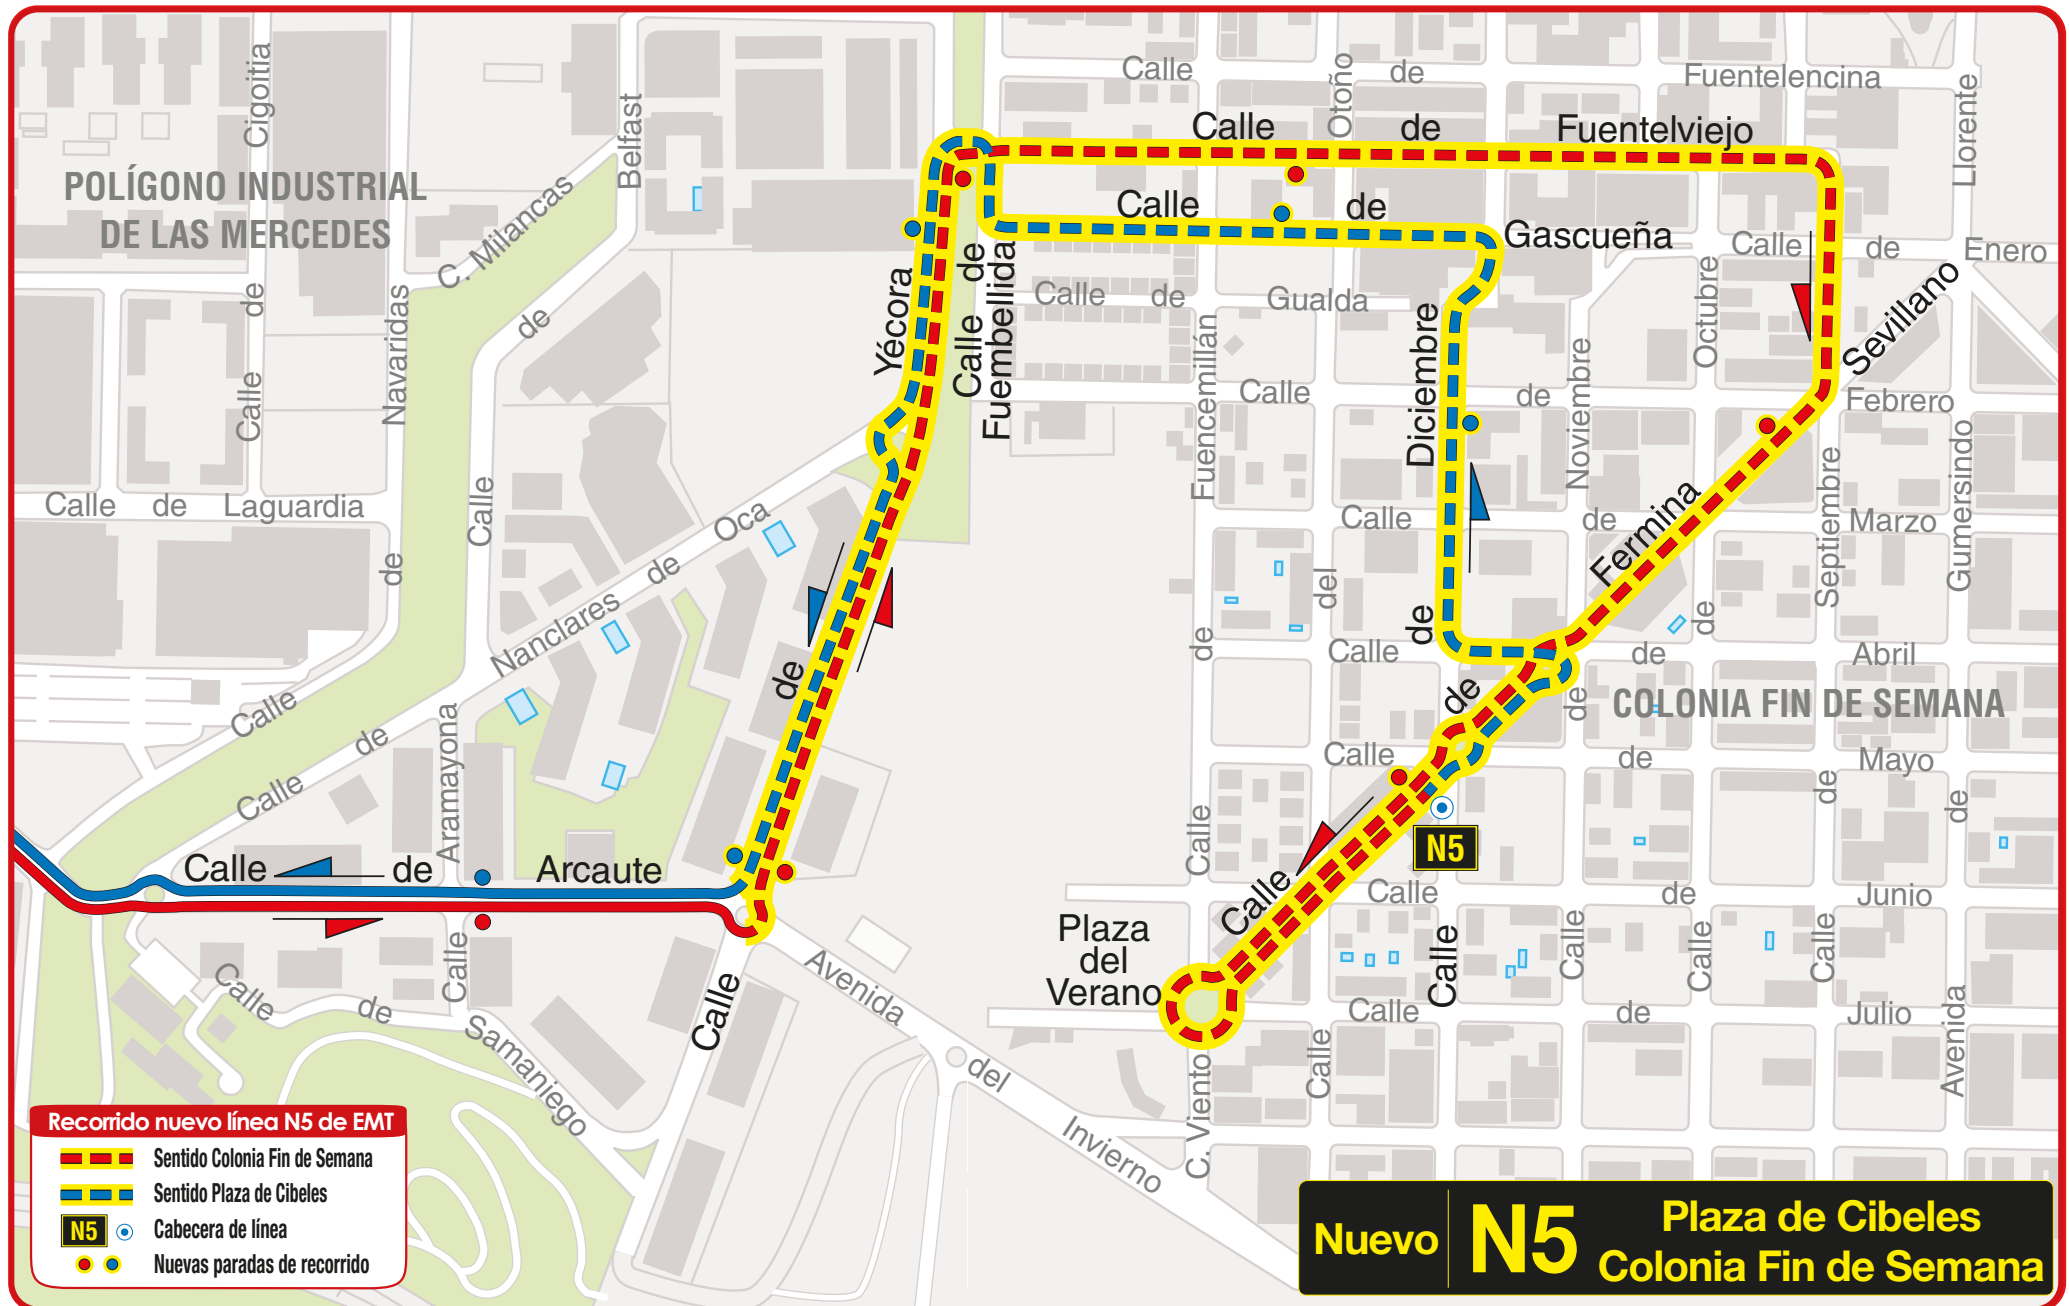 Calle de Fuentelencina
Calle de Cigoitia
Belfast
Otoño
Llorente
Calle de Fuentelviejo
POLÍGONO INDUSTRIAL
DE LAS MERCEDES
C. Milancas
Calle de Gascueña
Calle de Enero
Calle de
Fuembellida
Yécora
Calle de Gualda
Diciembre
Octubre
Sevillano
Navaridas
de
Fuencemillán
Noviembre
Calle de Febrero
Calle de Laguardia
Calle
de
Oca
Calle de Marzo
Fermina
Septiembre
Gumersindo
Nanclares de
del
de
de
Calle de Abril
de
de
COLONIA FIN DE SEMANA
Calle
de
Calle
Aramayona
Calle de Mayo
de
de
Calle
N5
Calle de Arcaute
Calle
Calle de Junio
Plaza
del
Verano
Calle
Calle
Calle
Calle
Calle
Avenida del Invierno
Calle de Samaniego
Calle
Calle
Calle de Julio
Avenida
C. Viento
Recorrido nuevo línea N5 de EMT
Sentido Colonia Fin de Semana
Sentido Plaza de Cibeles
N5 Cabecera de línea
Nuevas paradas de recorrido
Nuevo N5 Plaza de Cibeles
Colonia Fin de Semana